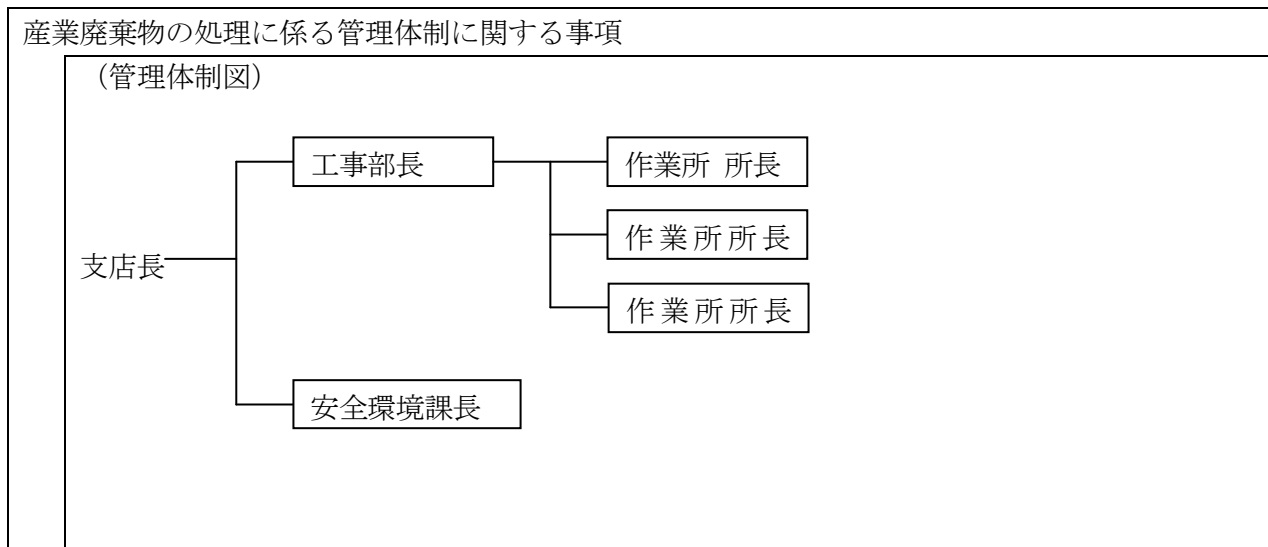 産業廃棄物の処理に係る管理体制に関する事項
（管理体制図）
工事部長
作業所 所長
作業所所長
支店長
作業所所長
安全環境課長